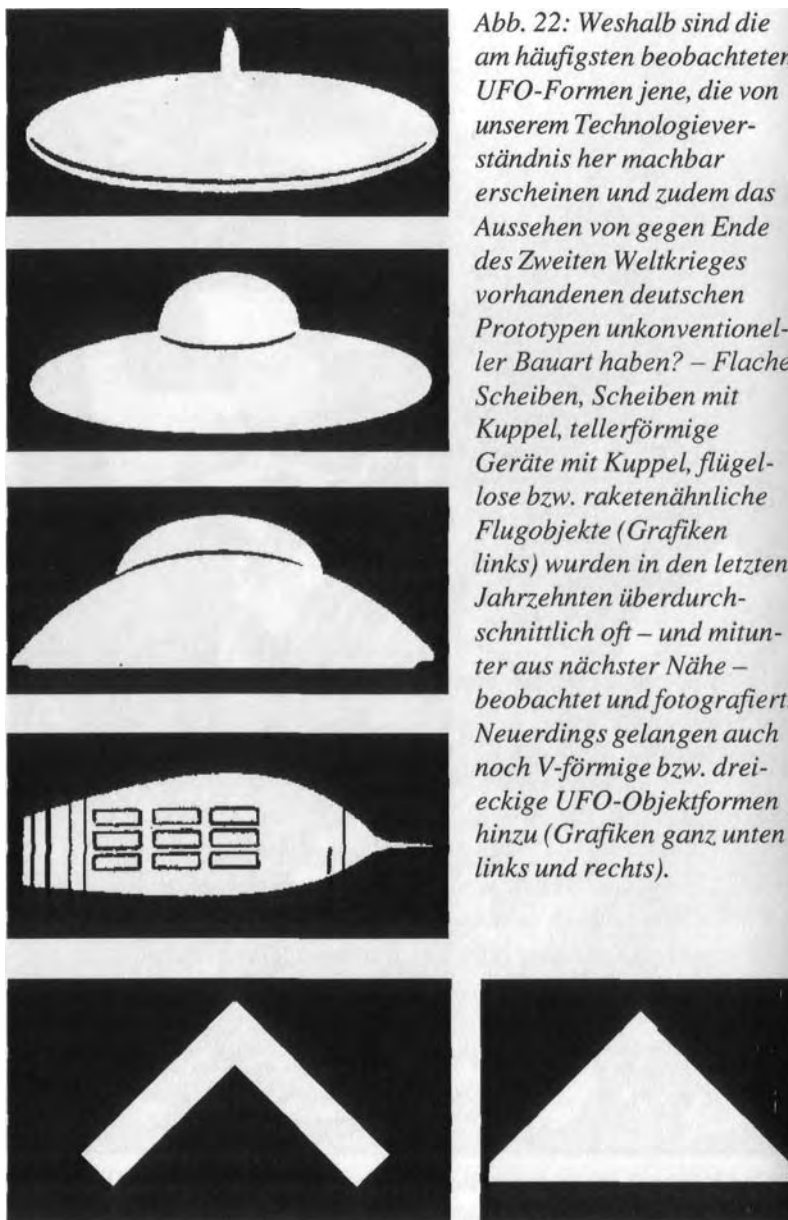 Abb. 22: Weshalb sind die
am häufigsten beobachteten
UFO-Formen jene, die von
unserem Technologiever-
ständnis her machbar
erscheinen und zudem das
Aussehen von gegen Ende
des Zweiten Weltkrieges
vorhandenen deutschen
Prototypen unkonventionel-
ler Bauart haben? – Flache
Scheiben, Scheiben mit
Kuppel, tellerförmige
Geräte mit Kuppel, flügel-
lose bzw. raketenähnliche
Flugobjekte (Grafiken
links) wurden in den letzten
Jahrzehnten überdurch-
schnittlich oft – und mitun-
ter aus nächster Nähe –
beobachtet und fotografiert.
Neuerdings gelangen auch
noch V-förmige bzw. drei-
eckige UFO-Objektformen
hinzu (Grafiken ganz unten
links und rechts).